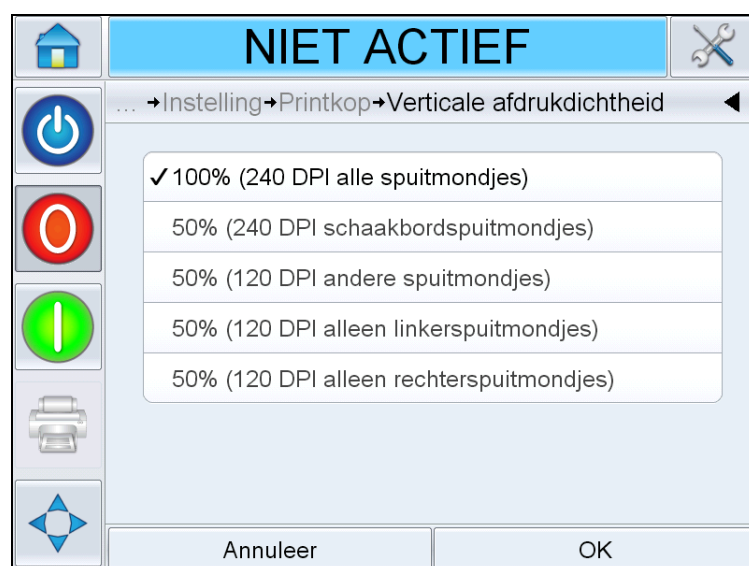 NIET ACTIEF
... →Instelling→Printkop→Verticale afdrukdichtheid
✓100% (240 DPI alle spuitmondjes)
50% (240 DPI schaakbordspuitmondjes)
50% (120 DPI andere spuitmondjes)
50% (120 DPI alleen linkerspuitmondjes)
50% (120 DPI alleen rechterspuitmondjes)
Annuleer
OK